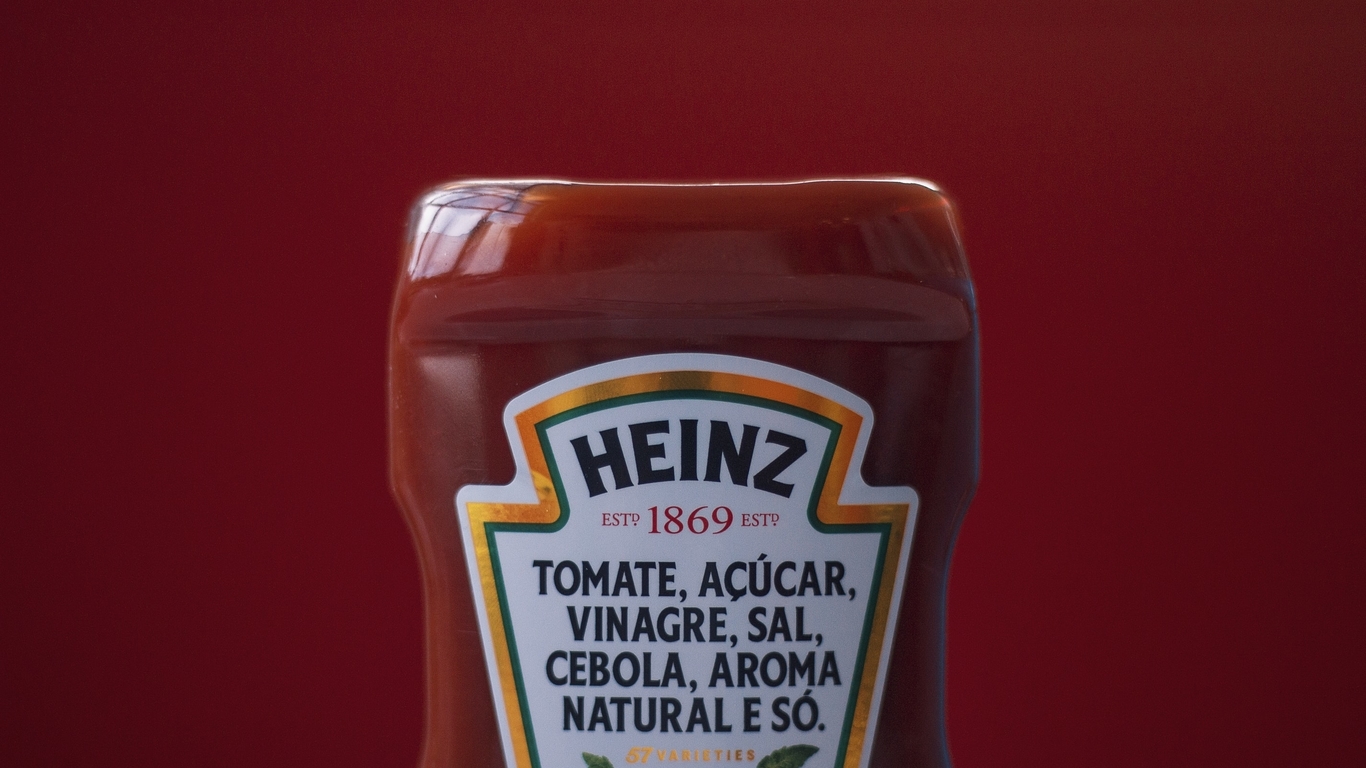 HEINZ
ESTD 1869 ESTD
TOMATE, AÇÚCAR,
VINAGRE, SAL,
CEBOLA, AROMA
NATURAL E SÓ.
57 VARIETIES